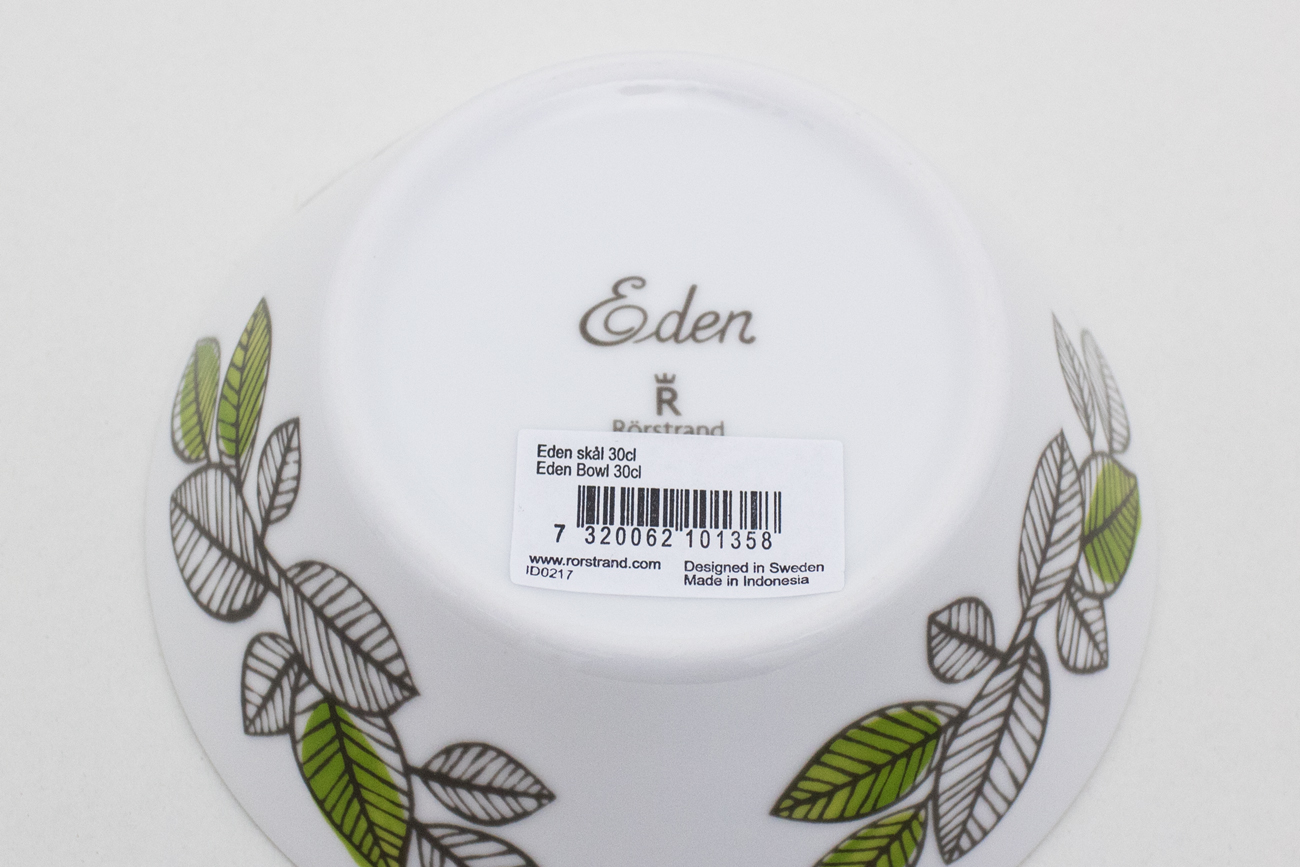 Eden
R
Rörstrand
Eden skål 30cl
Eden Bowl 30cl
7 320062 101358
www.rorstrand.com
ID0217
Designed in Sweden
Made in Indonesia